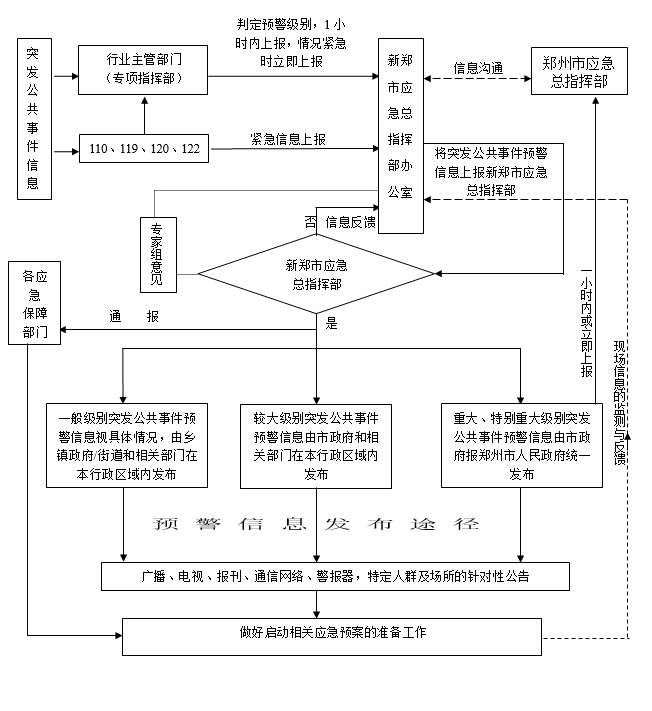 突
发
公
共
事
件
信
息
行业主管部门
（专项指挥部）
110、119、120、122
判定预警级别，1小
时内上报，情况紧急
时立即上报
紧急信息上报
新郑
市应
急总
指挥
部办
公室
信息沟通
郑州市应急
总指挥部
将突发公共事件预警
信息上报新郑市应急
总指挥部
专家组意见
否
信息反馈
新郑市应急
总指挥部
各应
急
保障
部门
通 报
是
一小时内或立即上报
现场信息的监测与反馈
一般级别突发公共事件预
警信息视具体情况，由乡
镇政府/街道和相关部门在
本行政区域内发布
较大级别突发公共事件
预警信息由市政府和相
关部门在本行政区域内
发布
重大、特别重大级别突发
公共事件预警信息由市政
府报郑州市人民政府统一
发布
预警信息发布途径
广播、电视、报刊、通信网络、警报器，特定人群及场所的针对性公告
做好启动相关应急预案的准备工作